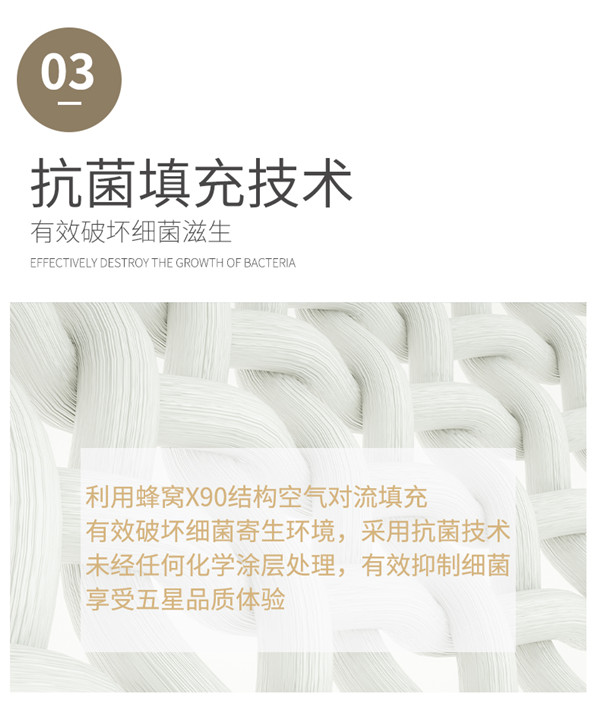 03
抗菌填充技术
有效破坏细菌滋生
EFFECTIVELY DESTROY THE GROWTH OF BACTERIA
利用蜂窝X90结构空气对流填充
有效破坏细菌寄生环境，采用抗菌技术
未经任何化学涂层处理，有效抑制细菌
享受五星品质体验